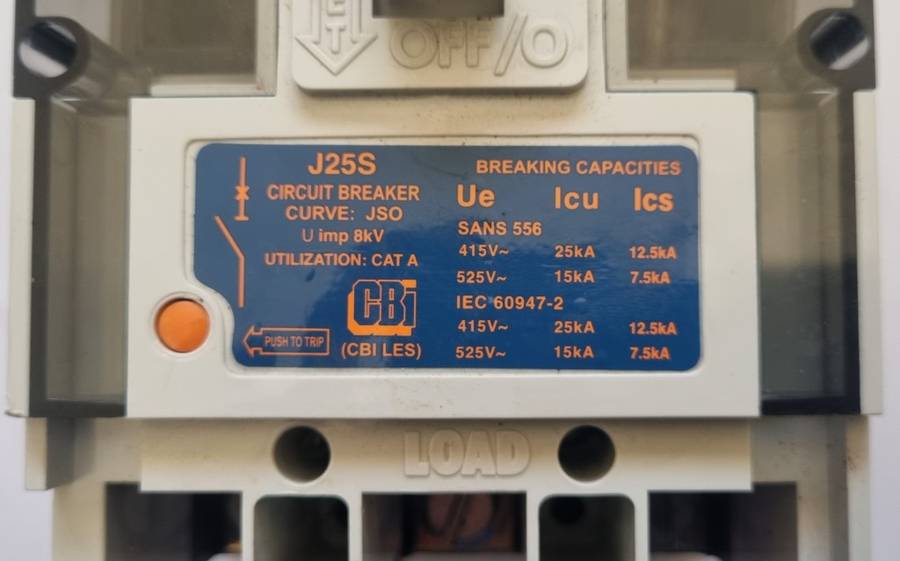 OFF/O
J25S
CIRCUIT BREAKER
CURVE: JSO
U imp 8kV
UTILIZATION: CAT A
CBi
(CBI LES)
PUSH TO TRIP
BREAKING CAPACITIES
Ue Icu Ics
SANS 556
415V~ 25kA 12.5kA
525V~ 15kA 7.5kA
IEC 60947-2
415V~ 25kA 12.5kA
525V~ 15kA 7.5kA
LOAD